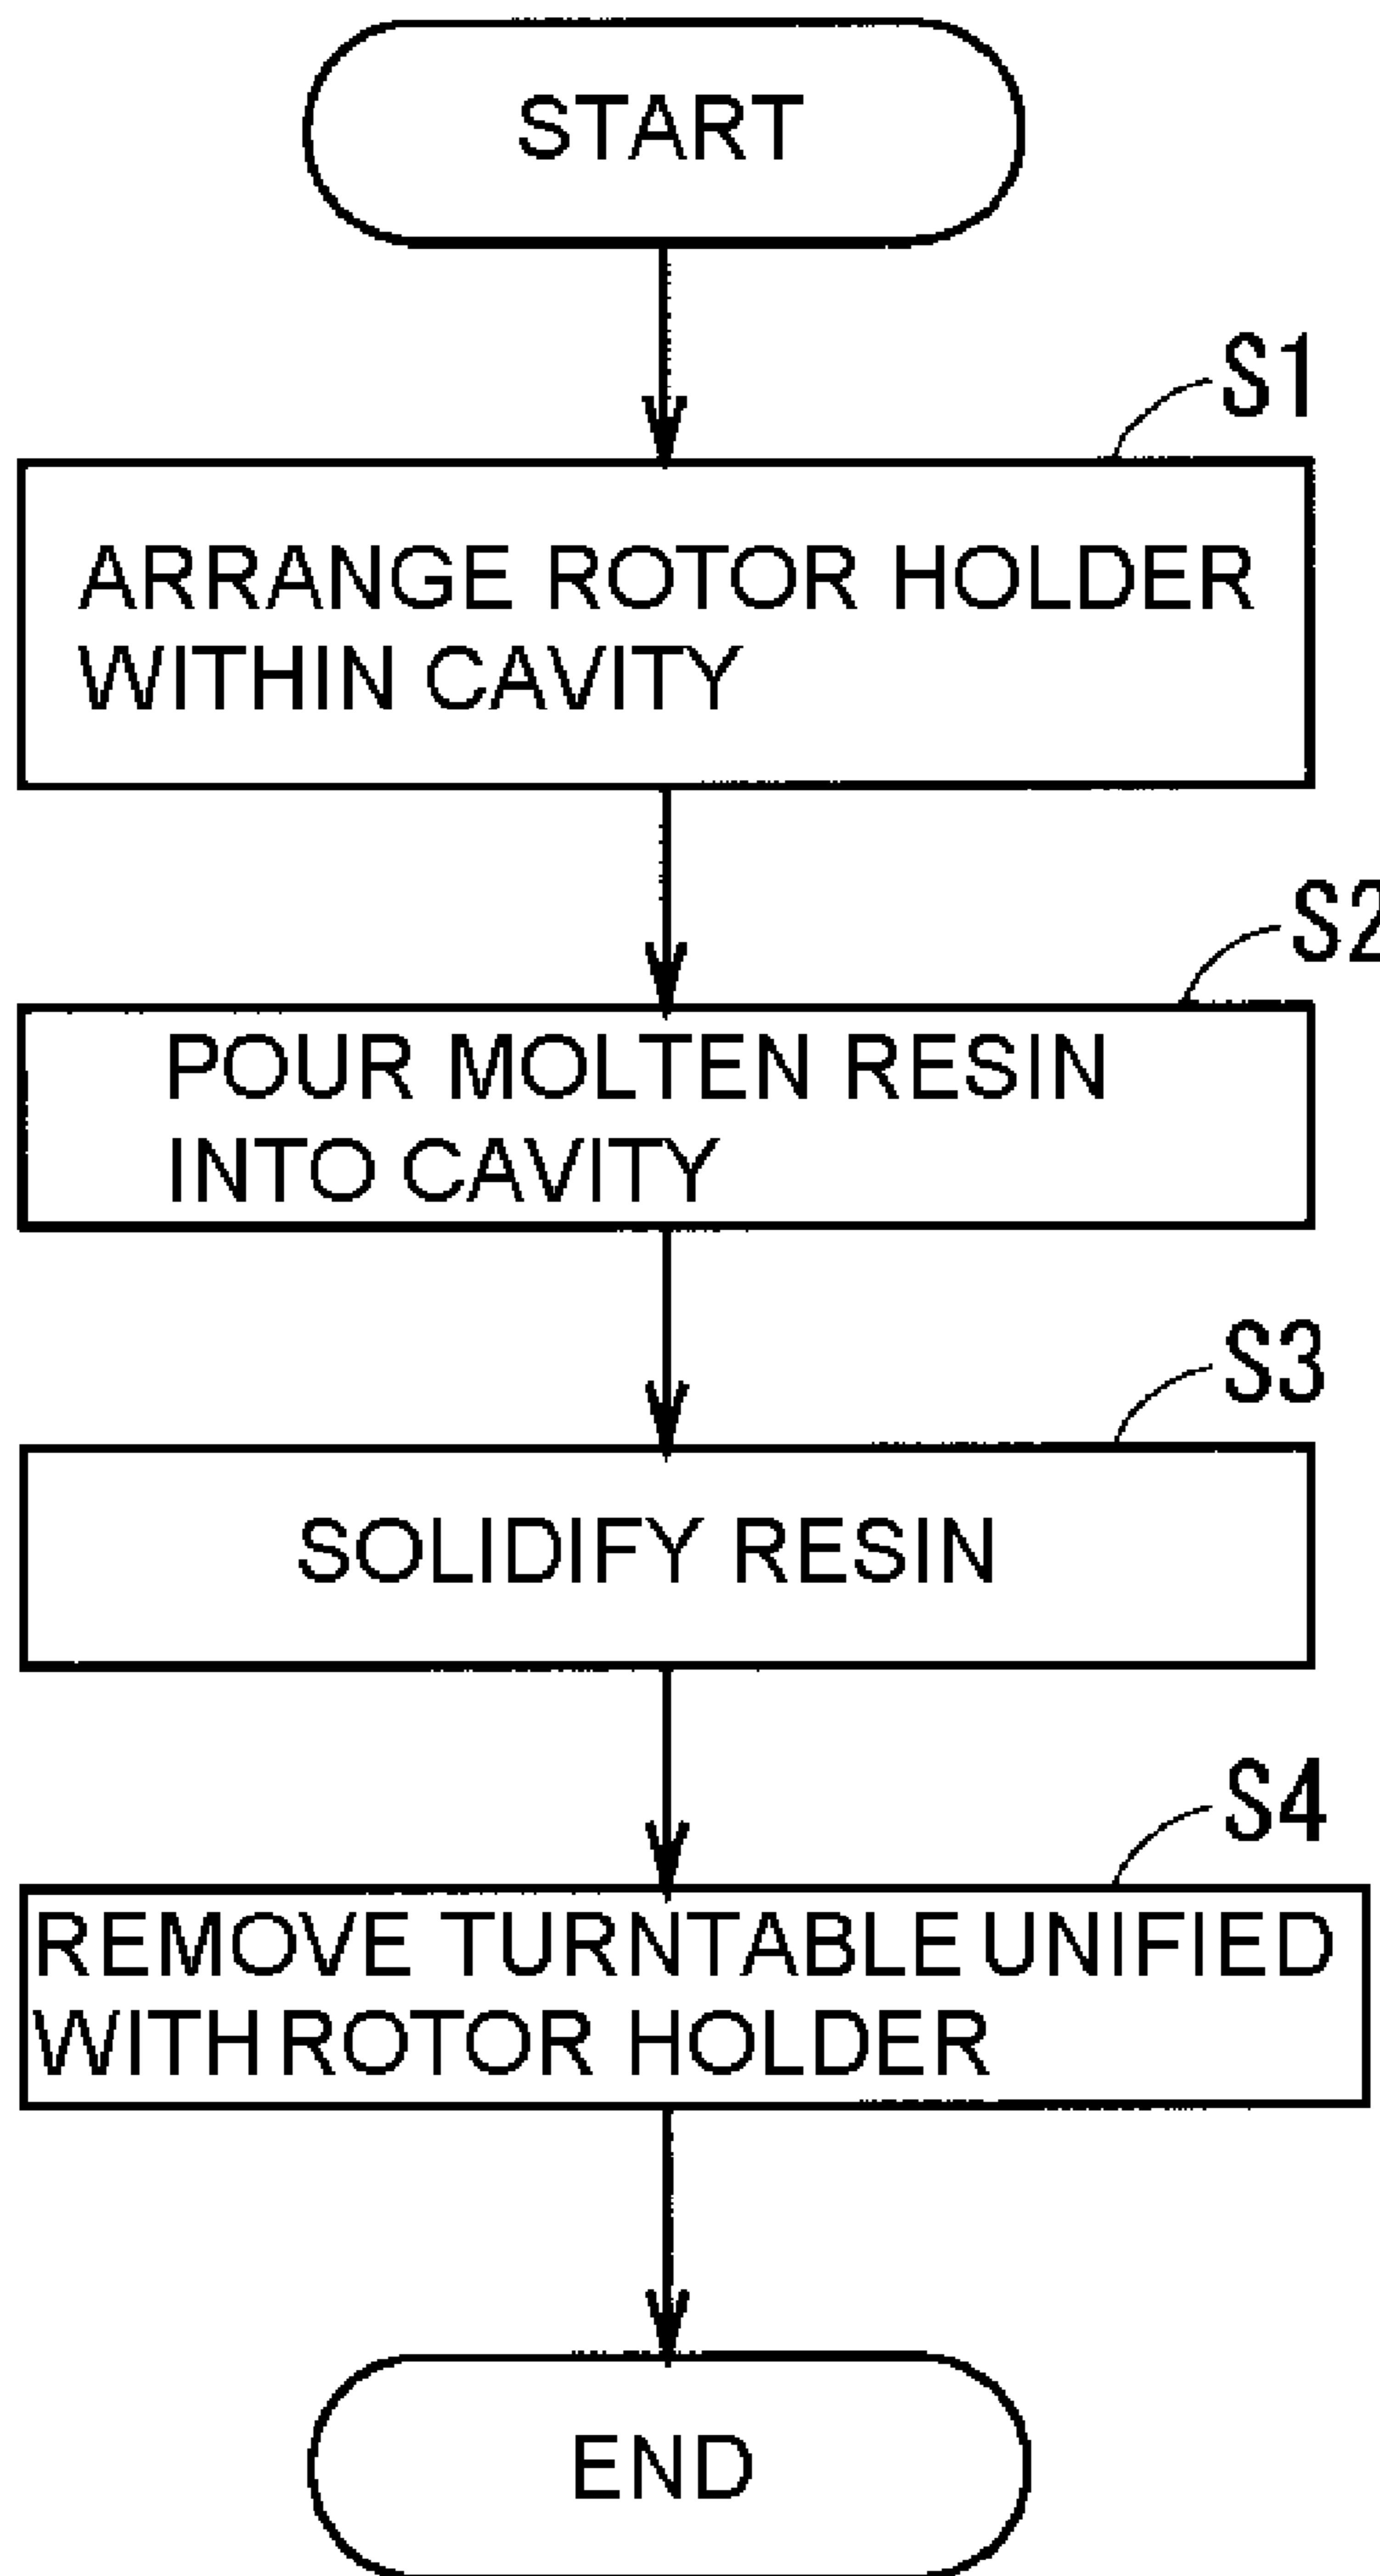 START
S1
ARRANGE ROTOR HOLDER
WITHIN CAVITY
S2
POUR MOLTEN RESIN
INTO CAVITY
S3
SOLIDIFY RESIN
S4
REMOVE TURNTABLE UNIFIED
WITH ROTOR HOLDER
END